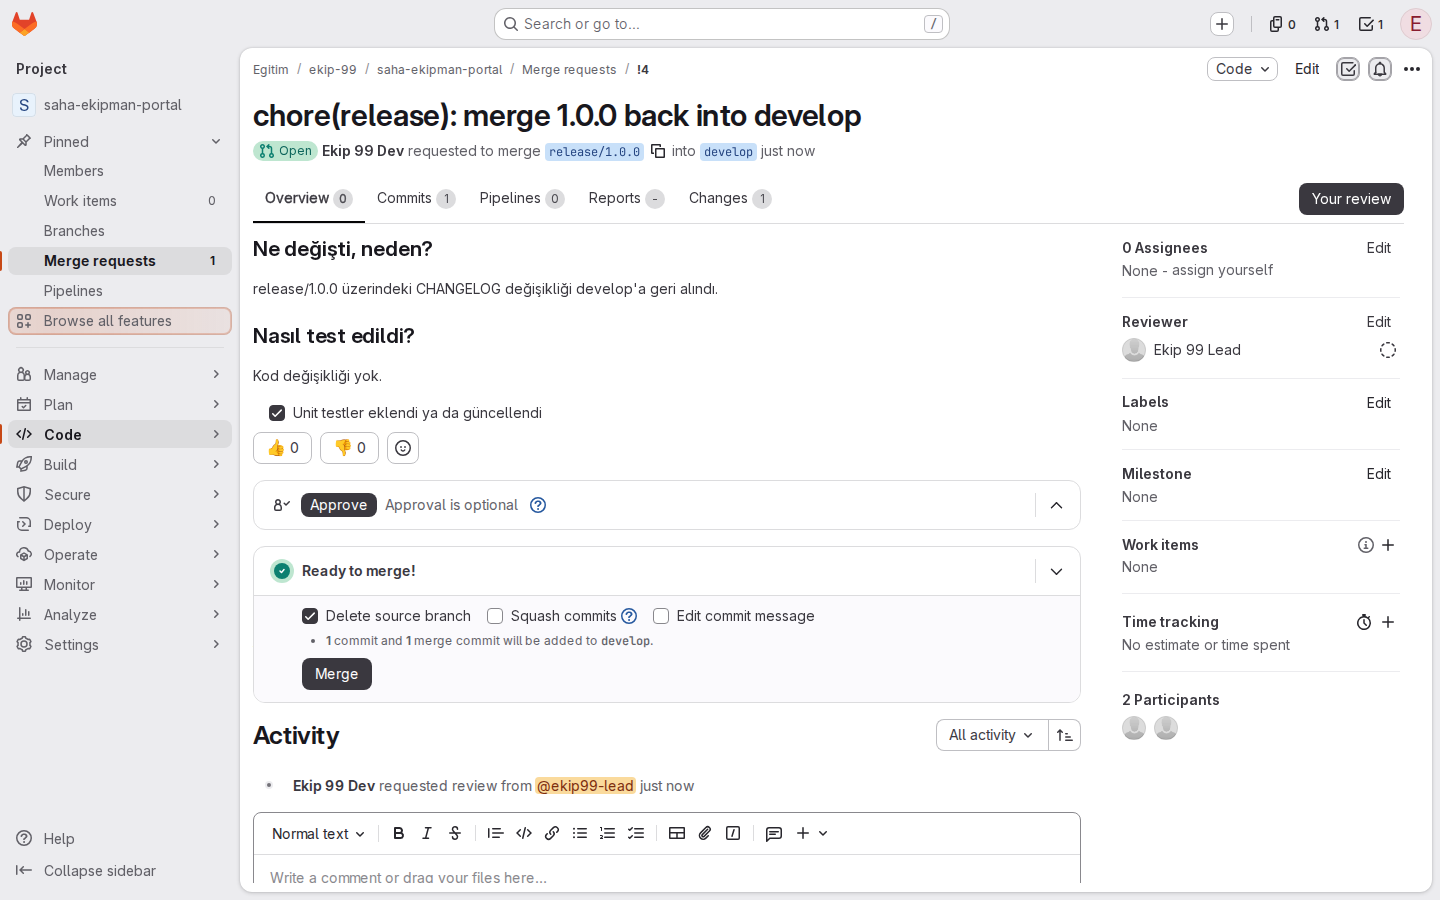 Search or go to...
/
0
1
1
E
Project
S
saha-ekipman-portal
Pinned
Members
Work items
0
Branches
Merge requests
1
Pipelines
Browse all features
Manage
Plan
Code
Build
Secure
Deploy
Operate
Monitor
Analyze
Settings
Help
Collapse sidebar
Egitim / ekip-99 / saha-ekipman-portal / Merge requests / !4
Code
Edit
chore(release): merge 1.0.0 back into develop
Open Ekip 99 Dev requested to merge release/1.0.0 into develop just now
Overview 0
Commits 1
Pipelines 0
Reports -
Changes 1
Your review
Ne değişti, neden?
release/1.0.0 üzerindeki CHANGELOG değişikliği develop'a geri alındı.
Nasıl test edildi?
Kod değişikliği yok.
Unit testler eklendi ya da güncellendi
👍 0
👎 0
Approve Approval is optional
Ready to merge!
Delete source branch
Squash commits
Edit commit message
1 commit and 1 merge commit will be added to develop.
Merge
Activity
All activity
Ekip 99 Dev requested review from @ekip99-lead just now
Normal text
B I S
Write a comment or drag your files here...
0 Assignees
Edit
None - assign yourself
Reviewer
Edit
Ekip 99 Lead
Labels
Edit
None
Milestone
Edit
None
Work items
None
Time tracking
No estimate or time spent
2 Participants